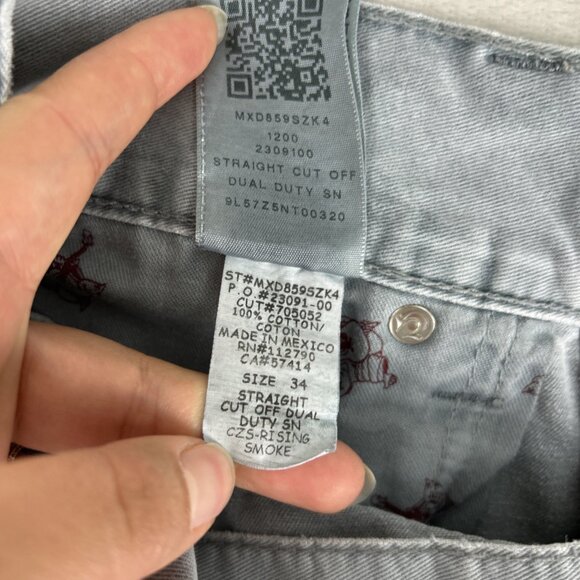 MXD859SZK4
1200
2309100
STRAIGHT CUT OFF
DUAL DUTY SN
9L57Z5NT00320
ST#MXD859SZK4
P.O.#23091-00
CUT#705052
100% COTTON/
COTON
MADE IN MEXICO
RN#112790
CA#57414
SIZE 34
STRAIGHT
CUT OFF DUAL
DUTY SN
CZS-RISING
SMOKE